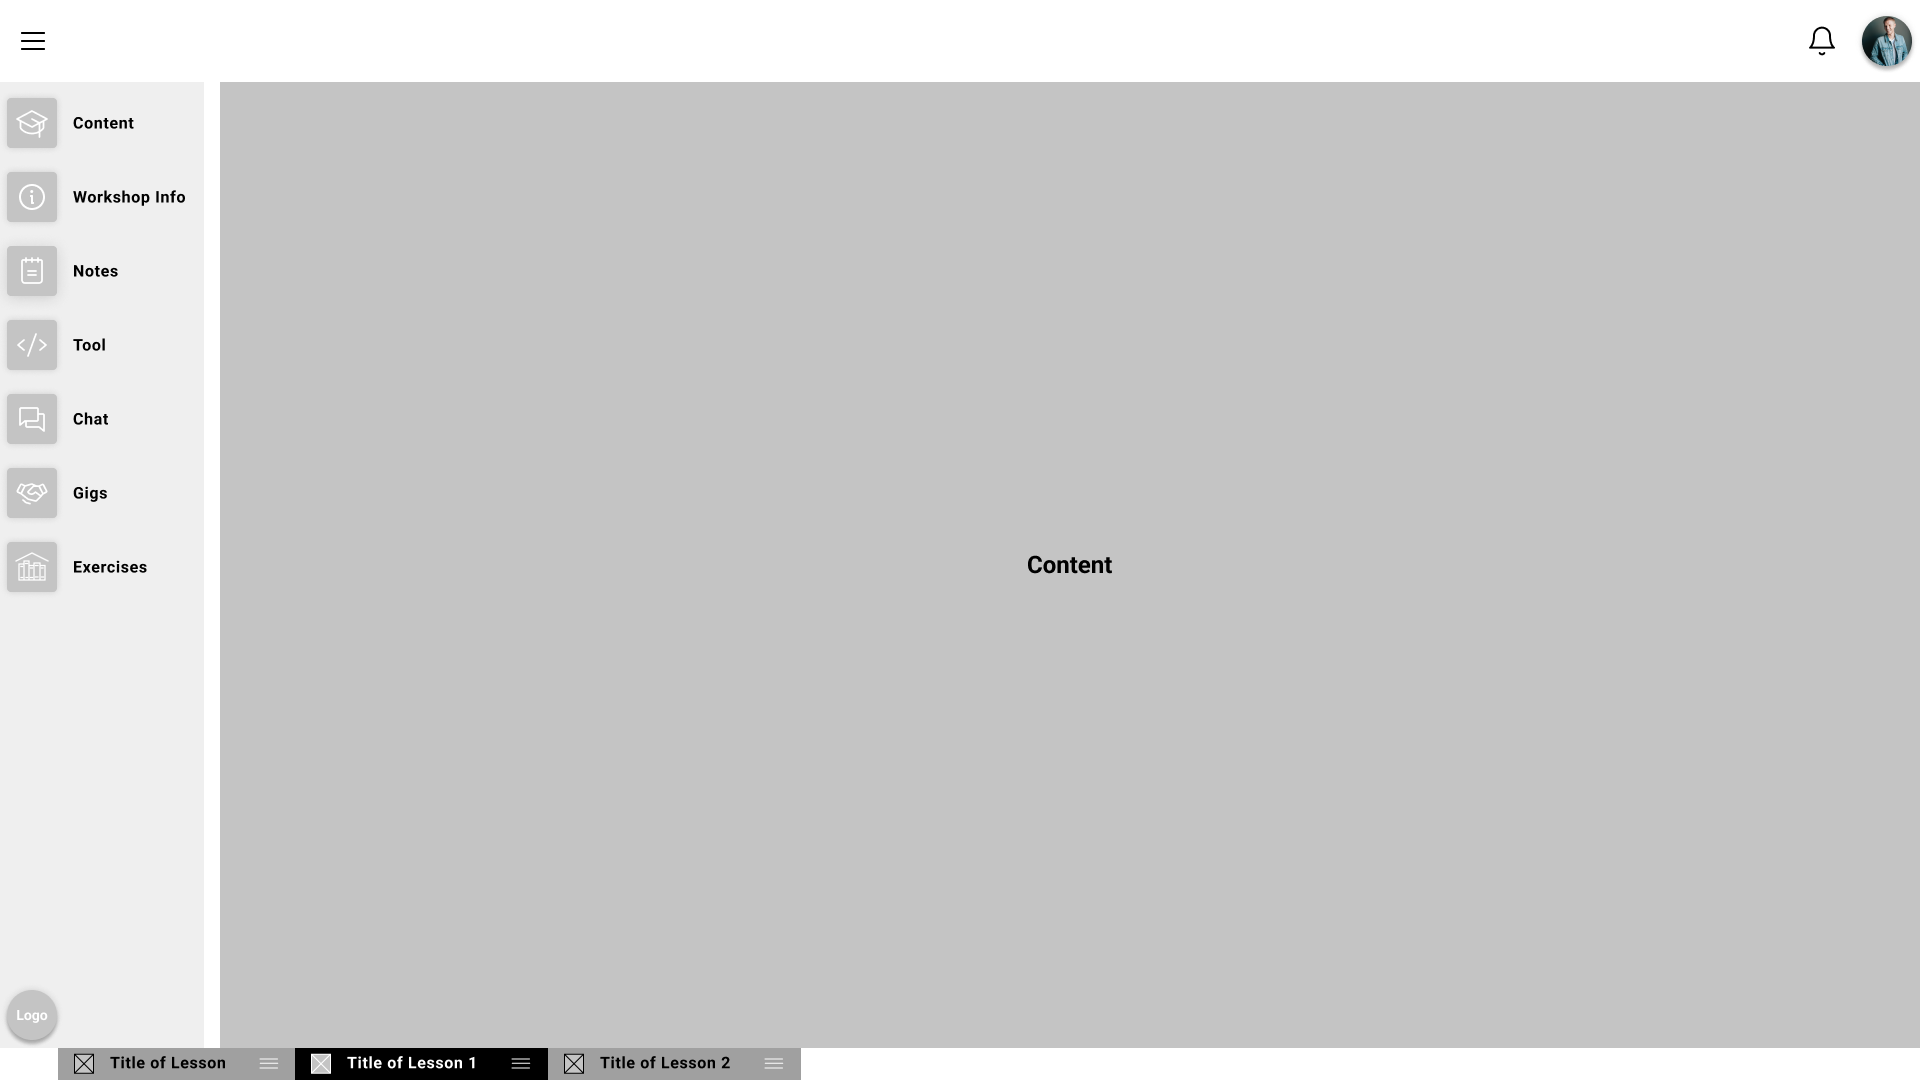 Content
Workshop Info
Notes
Tool
Chat
Gigs
Exercises
Content
Logo
Title of Lesson
Title of Lesson 1
Title of Lesson 2